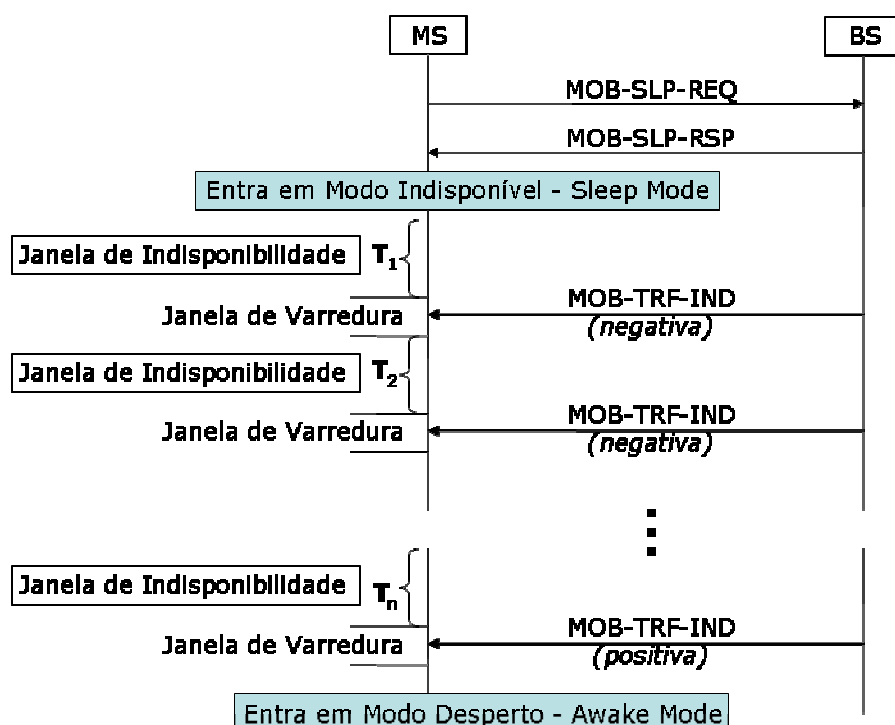 MS
BS
MOB-SLP-REQ
MOB-SLP-RSP
Entra em Modo Indisponível - Sleep Mode
Janela de Indisponibilidade T1
Janela de Varredura
MOB-TRF-IND
(negativa)
Janela de Indisponibilidade T2
Janela de Varredura
MOB-TRF-IND
(negativa)
Janela de Indisponibilidade Tn
Janela de Varredura
MOB-TRF-IND
(positiva)
Entra em Modo Desperto - Awake Mode